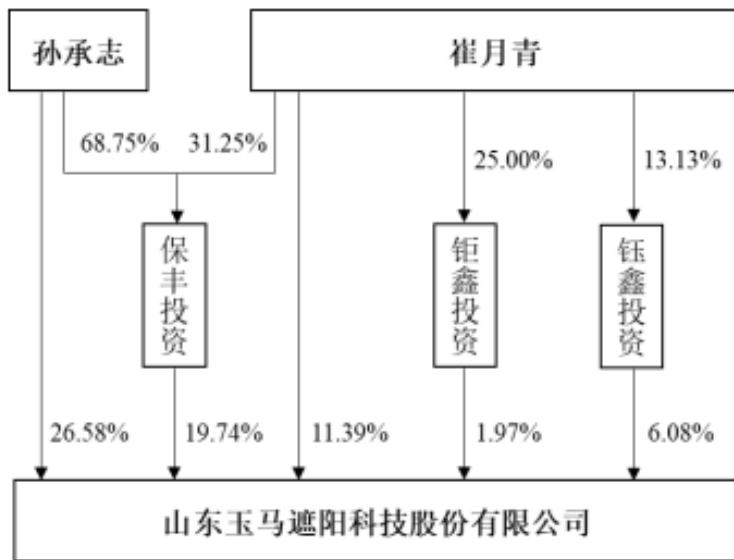 孙承志 崔月青
68.75% 31.25% 25.00% 13.13%
保丰投资 钜鑫投资 钰鑫投资
26.58% 19.74% 11.39% 1.97% 6.08%
山东玉马遮阳科技股份有限公司